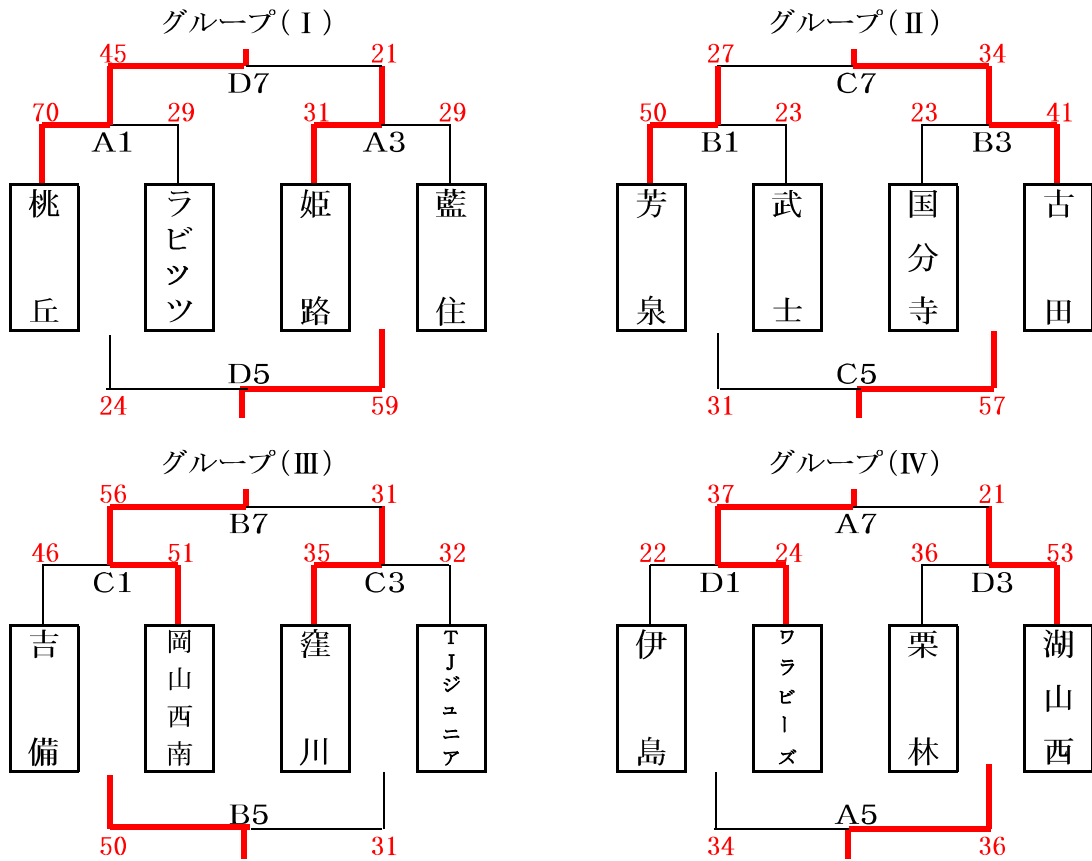 グループ(Ⅰ)
45 21
D7
70 29 31 29
A1 A3
桃丘
ラビッツ
姫路
藍住
D5
24 59
グループ(Ⅱ)
27 34
C7
50 23 23 41
B1 B3
芳泉
武士
国分寺
古田
C5
31 57
グループ(Ⅲ)
56 31
B7
46 51 35 32
C1 C3
吉備
岡山西南
窪川
TJジュニア
B5
50 31
グループ(Ⅳ)
37 21
A7
22 24 36 53
D1 D3
伊島
ワラビーズ
栗林
湖山西
A5
34 36